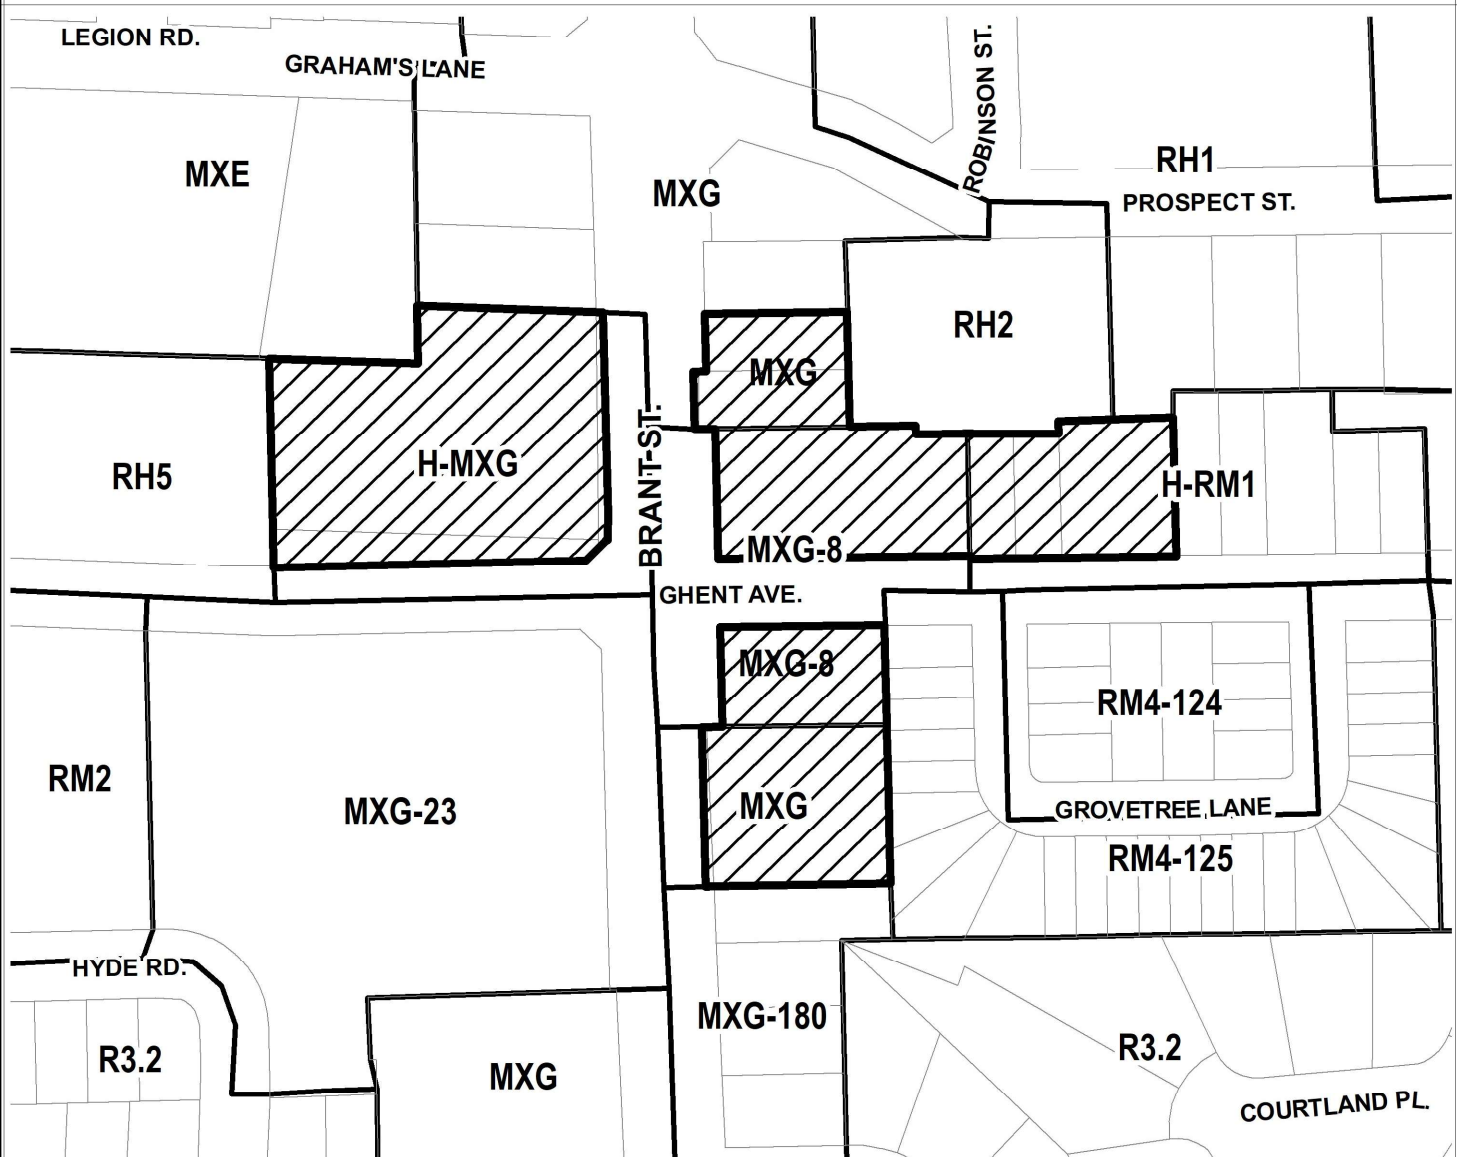 LEGION RD.
GRAHAM'S LANE
ROBINSON ST.
RH1
MXE
MXG
PROSPECT ST.
RH2
MXG
H-MXG
RH5
BRANT ST.
H-RM1
MXG-8
GHENT AVE.
MXG-8
RM4-124
RM2
MXG-23
MXG
GROVETREE LANE
RM4-125
HYDE RD.
MXG-180
R3.2
R3.2
MXG
COURTLAND PL.